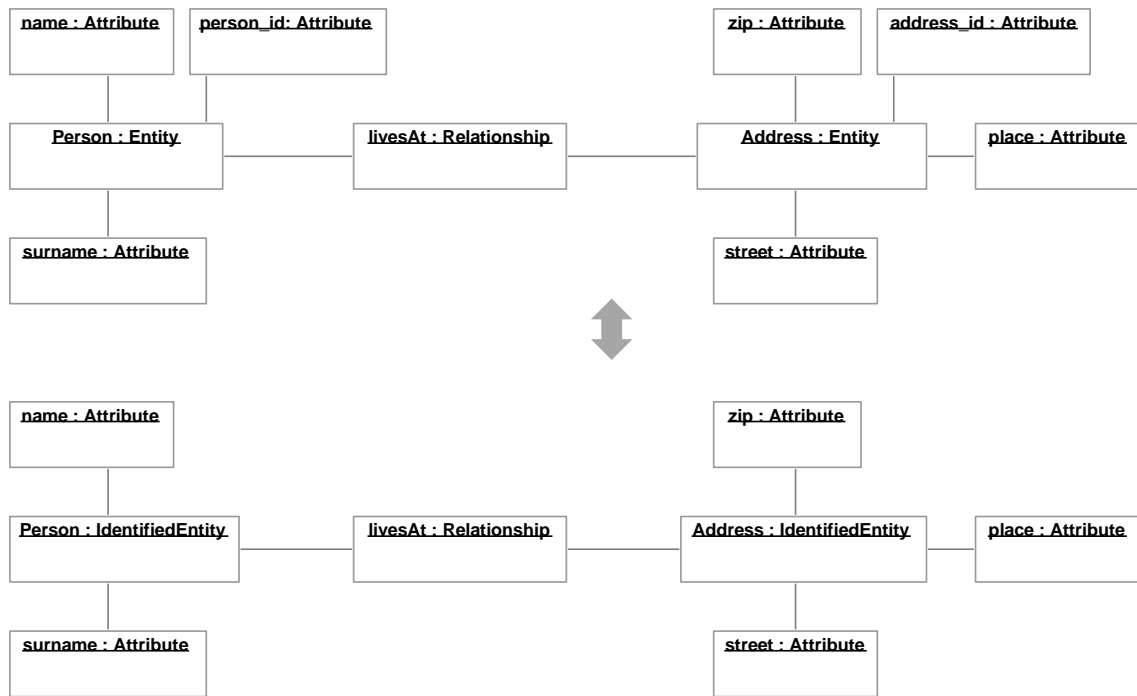 name : Attribute
person_id: Attribute
zip : Attribute
address_id : Attribute
Person : Entity
livesAt : Relationship
Address : Entity
place : Attribute
surname : Attribute
street : Attribute
name : Attribute
zip : Attribute
Person : IdentifiedEntity
livesAt : Relationship
Address : IdentifiedEntity
place : Attribute
surname : Attribute
street : Attribute